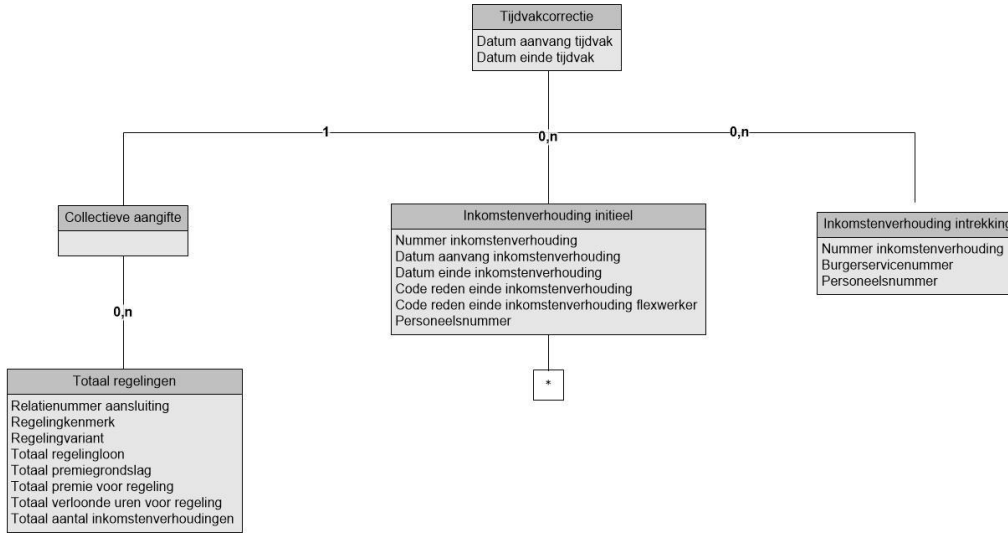 Tijdvakcorrectie
Datum aanvang tijdvak
Datum einde tijdvak
1
0,n
0,n
Collectieve aangifte
Inkomstenverhouding initieel
Nummer inkomstenverhouding
Datum aanvang inkomstenverhouding
Datum einde inkomstenverhouding
Code reden einde inkomstenverhouding
Code reden einde inkomstenverhouding flexwerker
Personeelsnummer
Inkomstenverhouding intrekking
Nummer inkomstenverhouding
Burgerservicenummer
Personeelsnummer
0,n
*
Totaal regelingen
Relatienummer aansluiting
Regelingkenmerk
Regelingvariant
Totaal regelingloon
Totaal premiegrondslag
Totaal premie voor regeling
Totaal verloonde uren voor regeling
Totaal aantal inkomstenverhoudingen